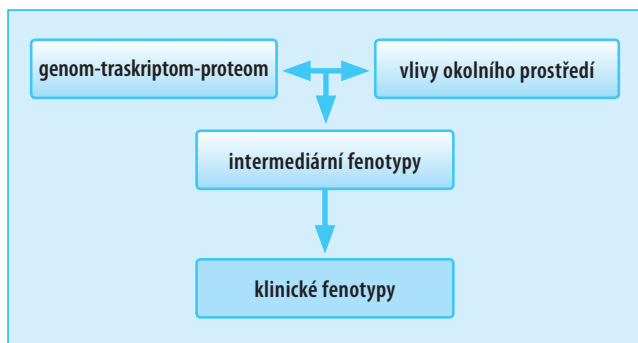 genom-traskriptom-proteom
vlivy okolního prostředí
intermediární fenotypy
klinické fenotypy